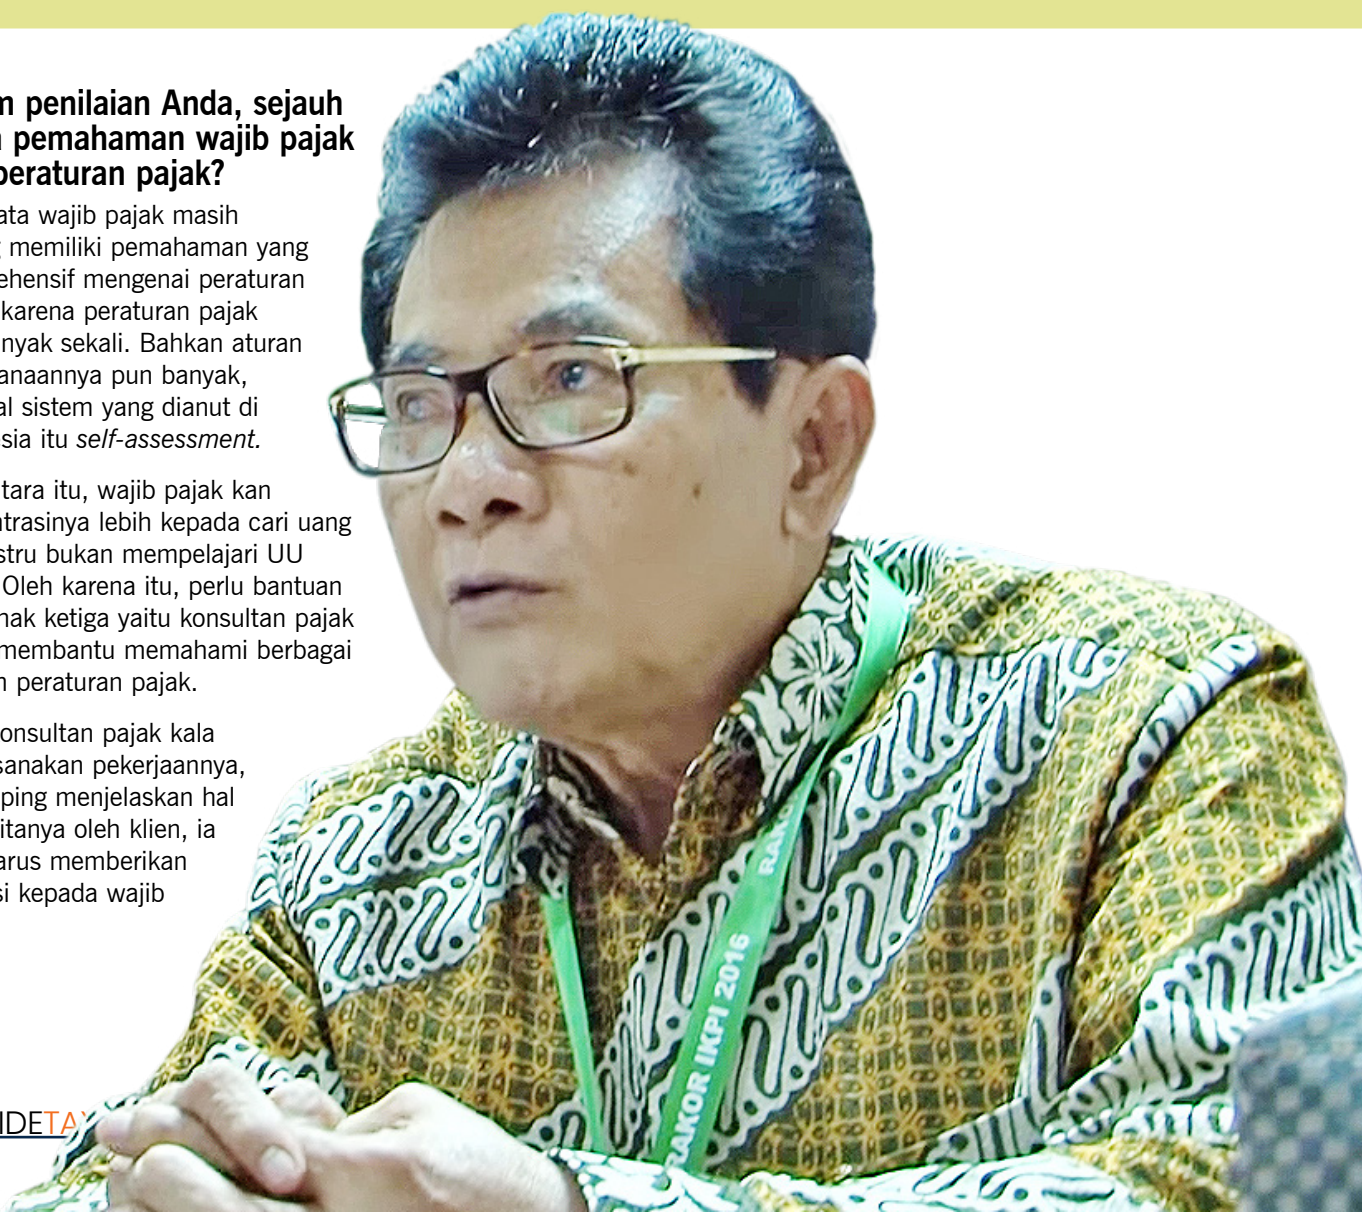 m penilaian Anda, sejauh
pemahaman wajib pajak
peraturan pajak?
ata wajib pajak masih
memiliki pemahaman yang
ehensif mengenai peraturan
karena peraturan pajak
nyak sekali. Bahkan aturan
anaannya pun banyak,
al sistem yang dianut di
sia itu self-assessment.
tara itu, wajib pajak kan
ntrasinya lebih kepada cari uang
stru bukan mempelajari UU
Oleh karena itu, perlu bantuan
hak ketiga yaitu konsultan pajak
membantu memahami berbagai
n peraturan pajak.
onsultan pajak kala
sanakan pekerjaannya,
ping menjelaskan hal
itanya oleh klien, ia
arus memberikan
si kepada wajib
RAKOR IKPI 2016
RAK
IDETAX